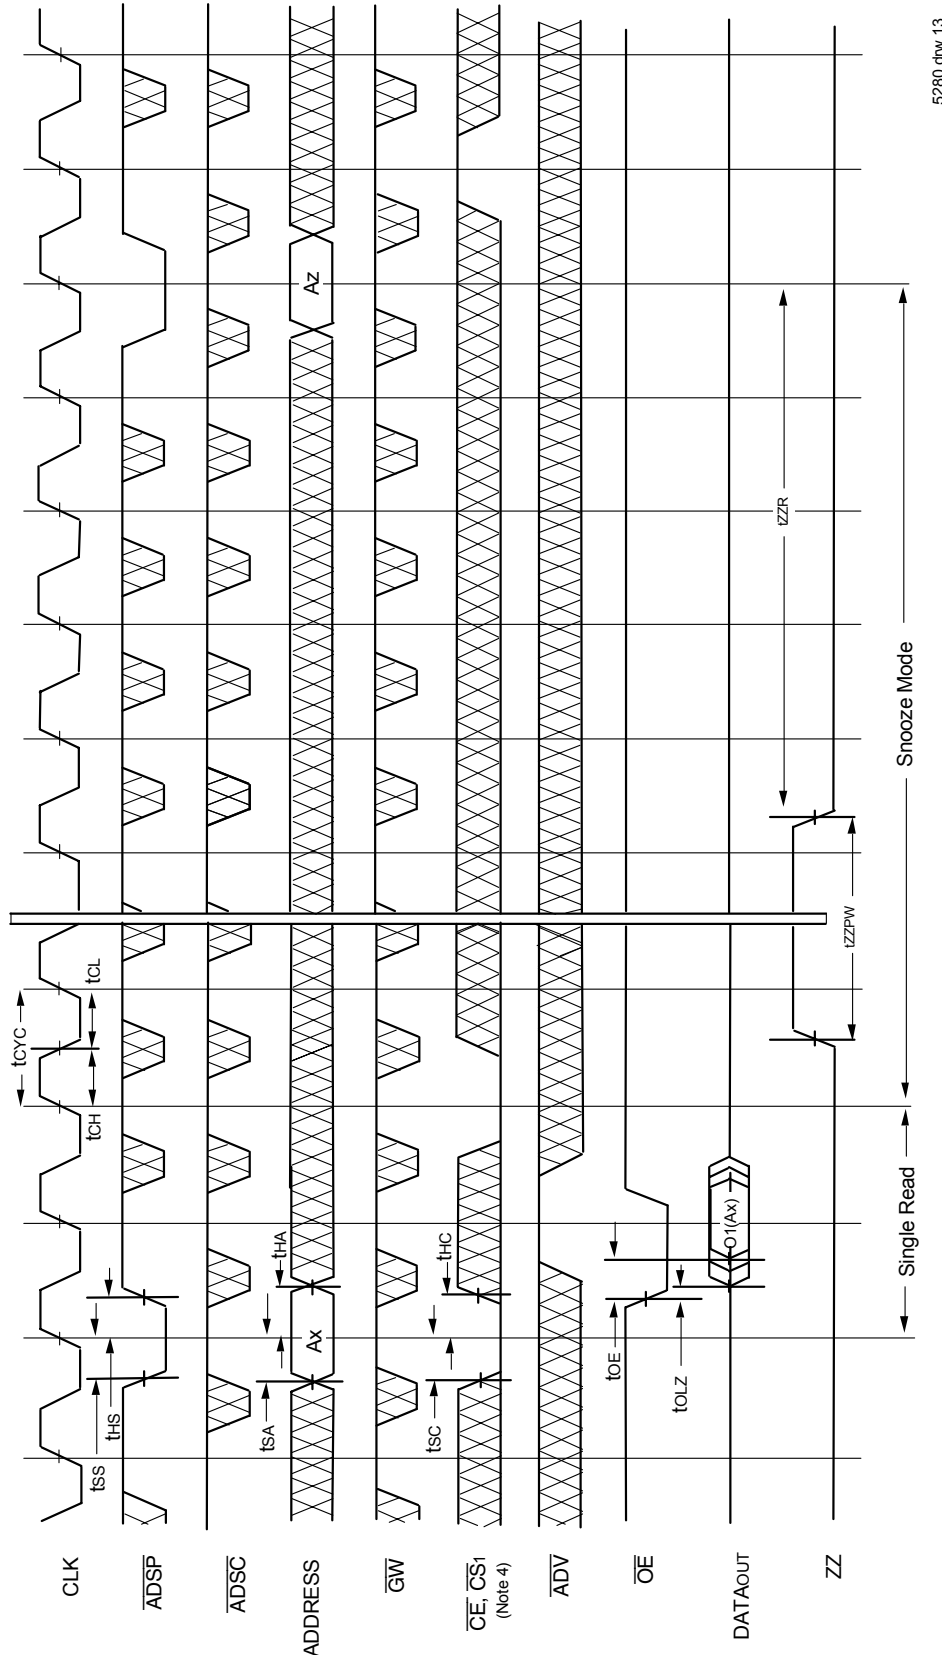 CLK
tSS
tHS
tCH
tCYC
tCL
ADSP
ADSC
ADDRESS
tSA
Ax
tHA
Az
GW
CE, CS1
(Note 4)
tSC
tHC
ADV
OE
tOE
tOLZ
DATAOUT
O1(Ax)
ZZ
tZZPW
tZZR
Single Read
Snooze Mode
5280 drw 13